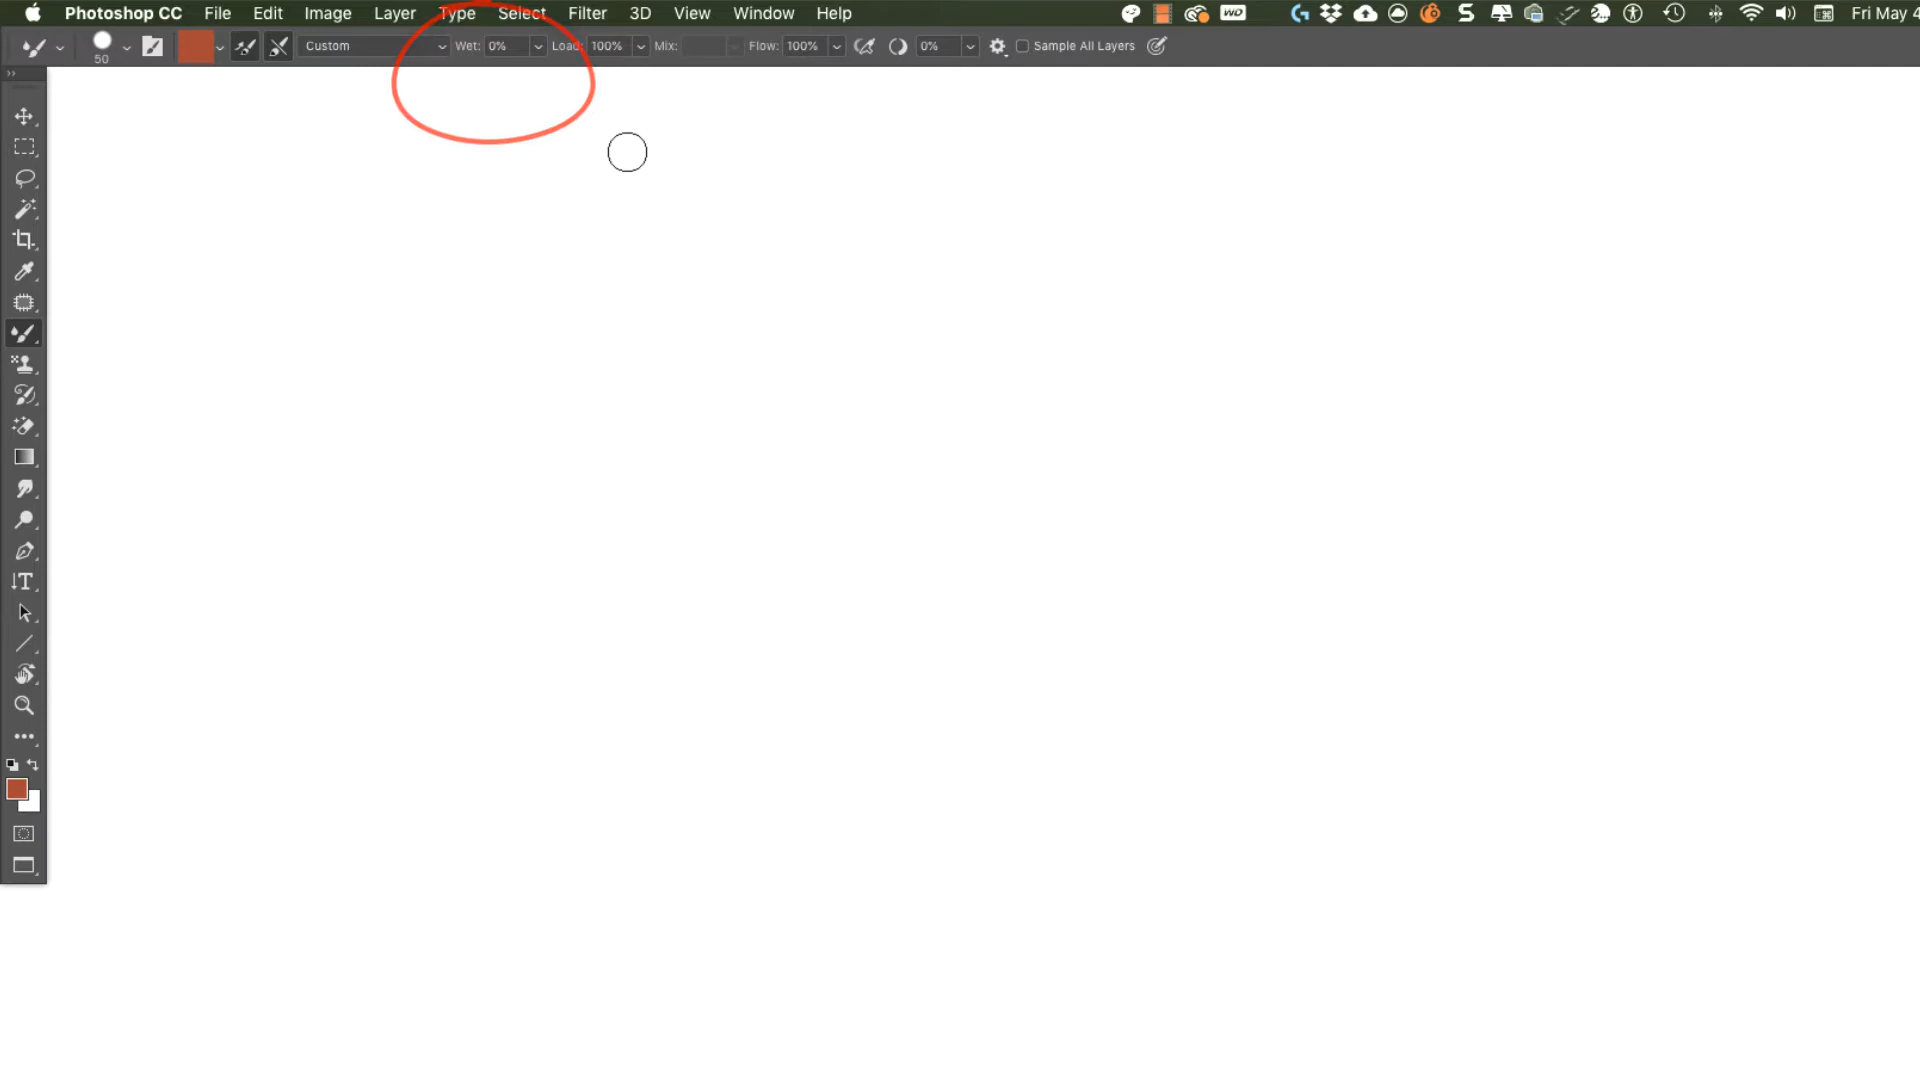 Photoshop CC File Edit Image Layer Type Select Filter 3D View Window Help WD Fri May 4
50 Custom Wet: 0% Load: 100% Mix: Flow: 100% 0% Sample All Layers